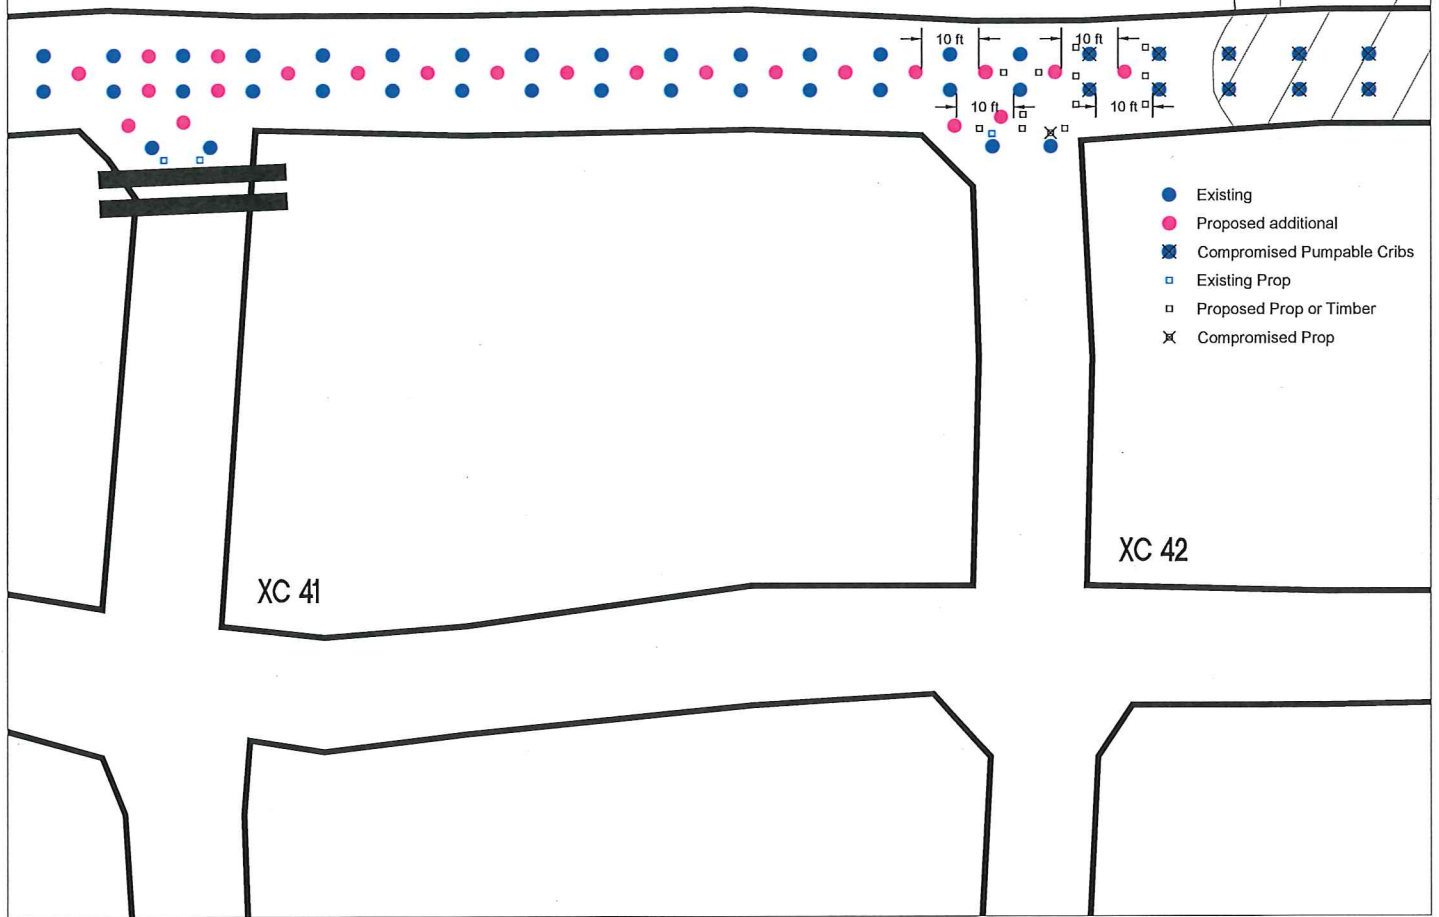 10 ft
10 ft
10 ft
10 ft
Existing
Proposed additional
Compromised Pumpable Cribs
Existing Prop
Proposed Prop or Timber
Compromised Prop
XC 42
XC 41